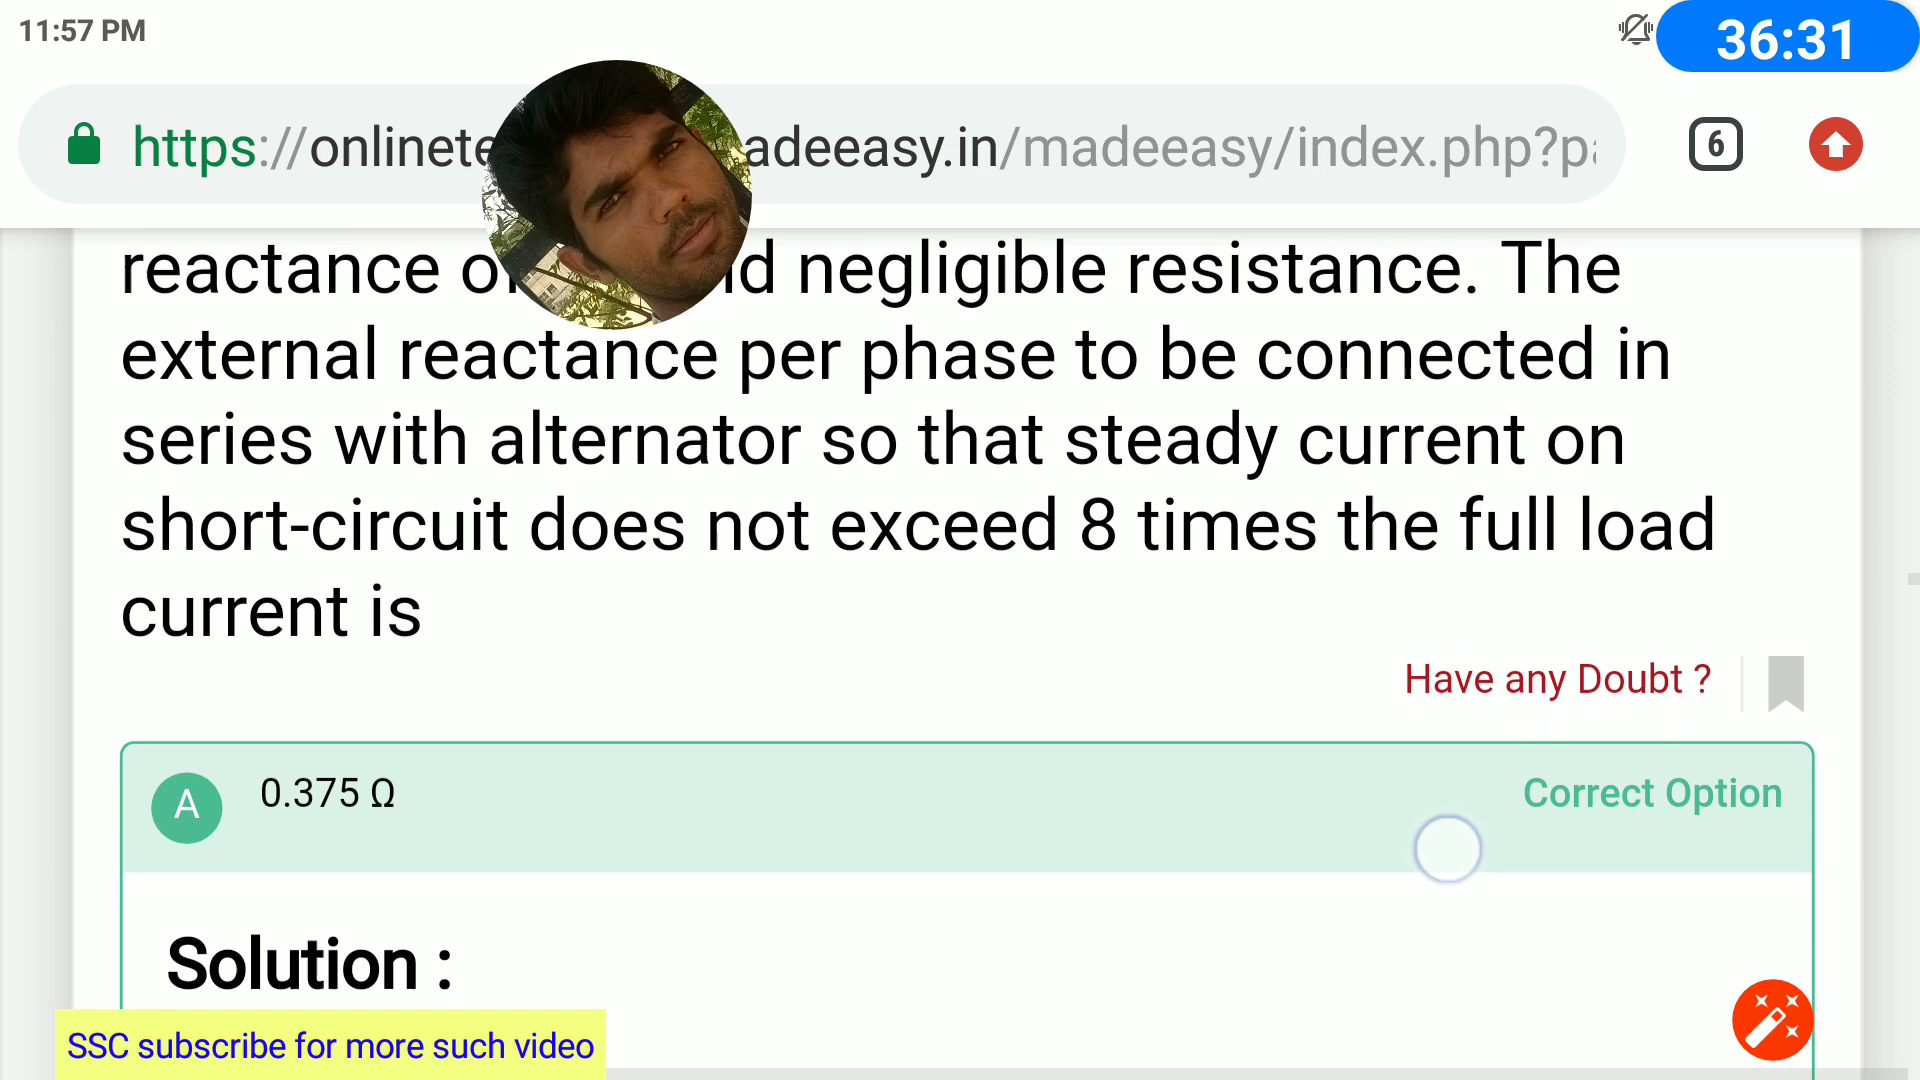 11:57 PM
36:31
https://onlinete adeeasy.in/madeeasy/index.php?pa
6
reactance negligible resistance. The
external reactance per phase to be connected in
series with alternator so that steady current on
short-circuit does not exceed 8 times the full load
current is
Have any Doubt ?
A 0.375 Ω Correct Option
Solution :
SSC subscribe for more such video